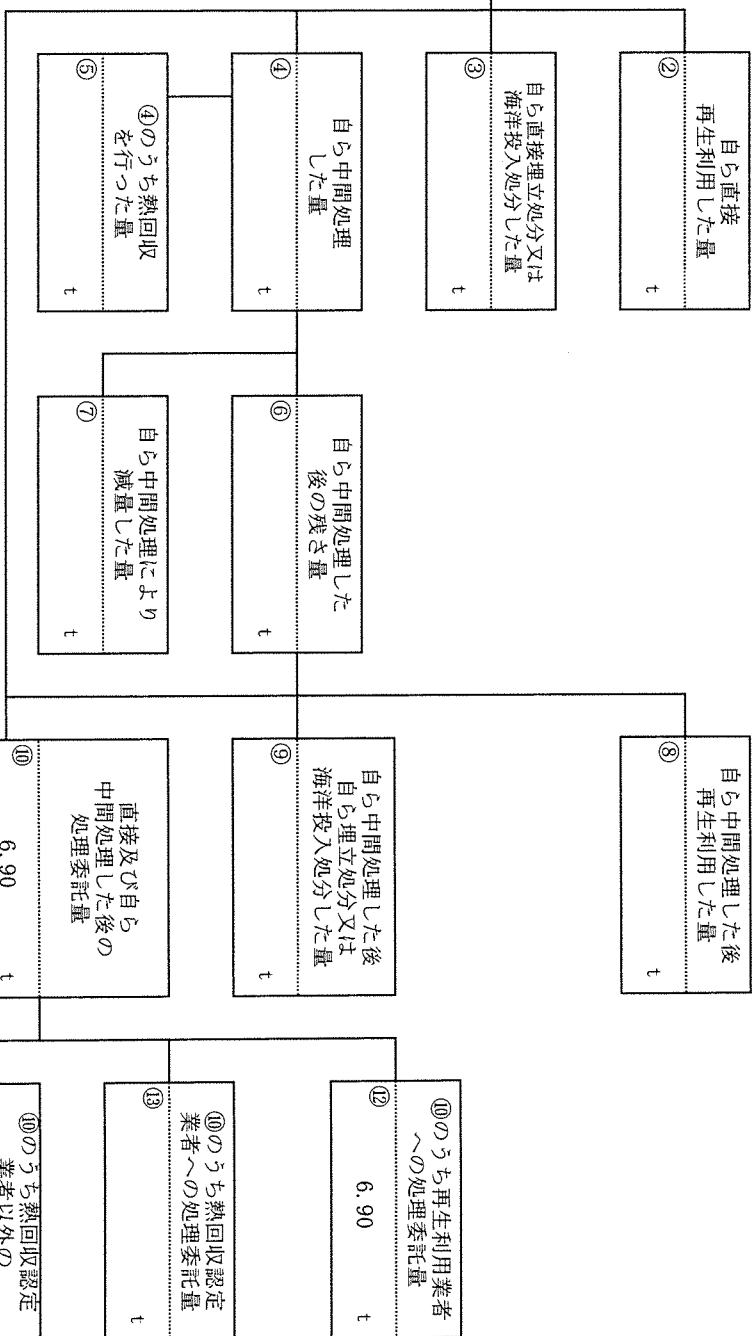 自ら直接
再生利用した量
②
t
自ら直接埋立処分又は
海洋投入処分した量
③
t
自ら中間処理
した量
④
t
④のうち熱回収
を行った量
⑤
t
自ら中間処理した
後の残さ量
⑥
t
自ら中間処理により
減量した量
⑦
t
自ら中間処理した後
再生利用した量
⑧
t
自ら中間処理した後
自ら埋立処分又は
海洋投入処分した量
⑨
t
直接及び自ら
中間処理した後の
処理委託量
⑩
6.90 t
⑩のうち再生利用業者
への処理委託量
⑫
6.90 t
⑩のうち熱回収認定
業者への処理委託量
⑬
t
⑩のうち熱回収認定
業者以外の